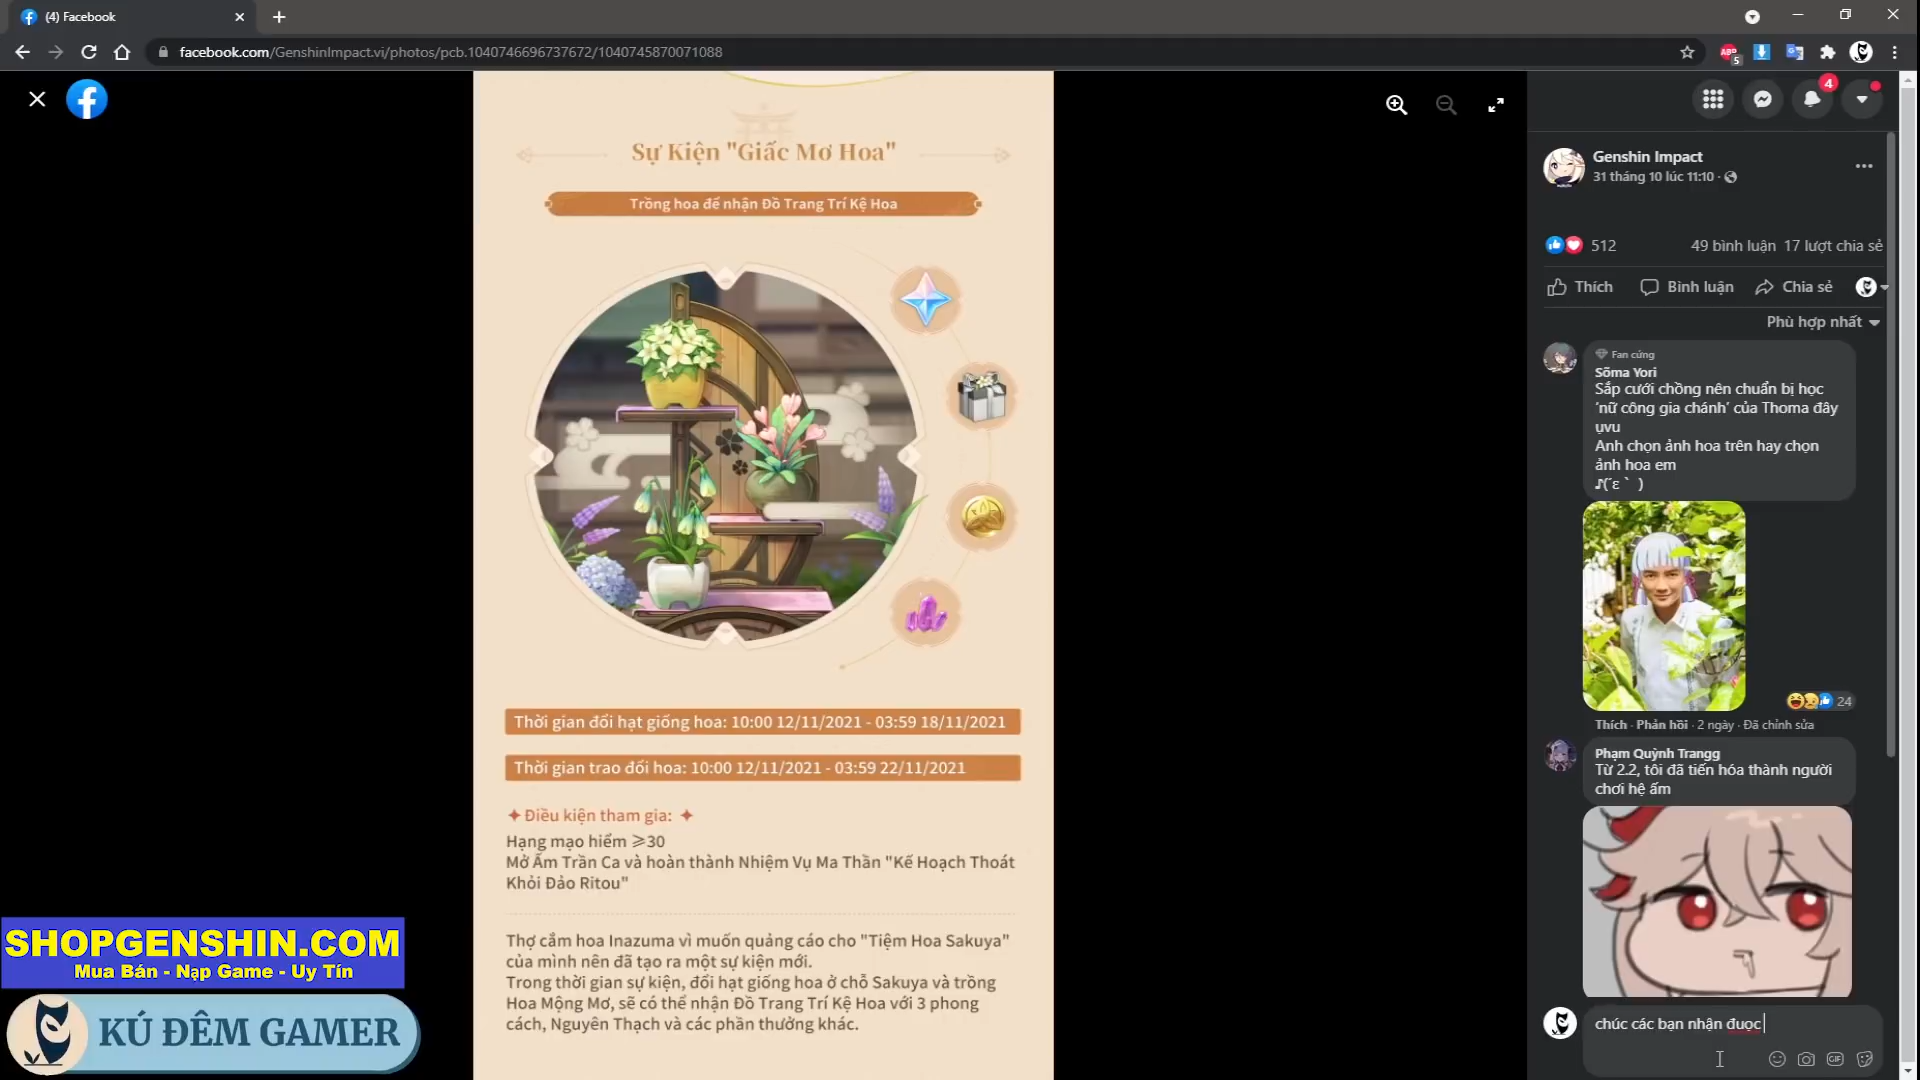 (4) Facebook
facebook.com/GenshinImpact.vi/photos/pcb.1040746696737672/1040745870071088
ABP
5
4
Sự Kiện "Giấc Mơ Hoa"
Trồng hoa để nhận Đồ Trang Trí Kệ Hoa
Thời gian đổi hạt giống hoa: 10:00 12/11/2021 - 03:59 18/11/2021
Thời gian trao đổi hoa: 10:00 12/11/2021 - 03:59 22/11/2021
Điều kiện tham gia:
Hạng mạo hiểm ≥30
Mở Ấm Trần Ca và hoàn thành Nhiệm Vụ Ma Thần "Kế Hoạch Thoát
Khỏi Đảo Ritou"
Thợ cắm hoa Inazuma vì muốn quảng cáo cho "Tiệm Hoa Sakuya"
của mình nên đã tạo ra một sự kiện mới.
Trong thời gian sự kiện, đổi hạt giống hoa ở chỗ Sakuya và trồng
Hoa Mộng Mơ, sẽ có thể nhận Đồ Trang Trí Kệ Hoa với 3 phong
cách, Nguyên Thạch và các phần thưởng khác.
SHOPGENSHIN.COM
Mua Bán - Nạp Game - Uy Tín
KÚ ĐÊM GAMER
Genshin Impact
31 tháng 10 lúc 11:10 ·
512
49 bình luận 17 lượt chia sẻ
Thích Bình luận Chia sẻ
Phù hợp nhất
Fan cứng
Sõma Yori
Sắp cưới chồng nên chuẩn bị học
'nữ công gia chánh' của Thoma đây
ụvu
Anh chọn ảnh hoa trên hay chọn
ảnh hoa em
♪(´ε｀ )
24
Thích · Phản hồi · 2 ngày · Đã chỉnh sửa
Phạm Quỳnh Trangg
Từ 2.2, tôi đã tiến hóa thành người
chơi hệ ấm
chúc các bạn nhận đuọc
GIF